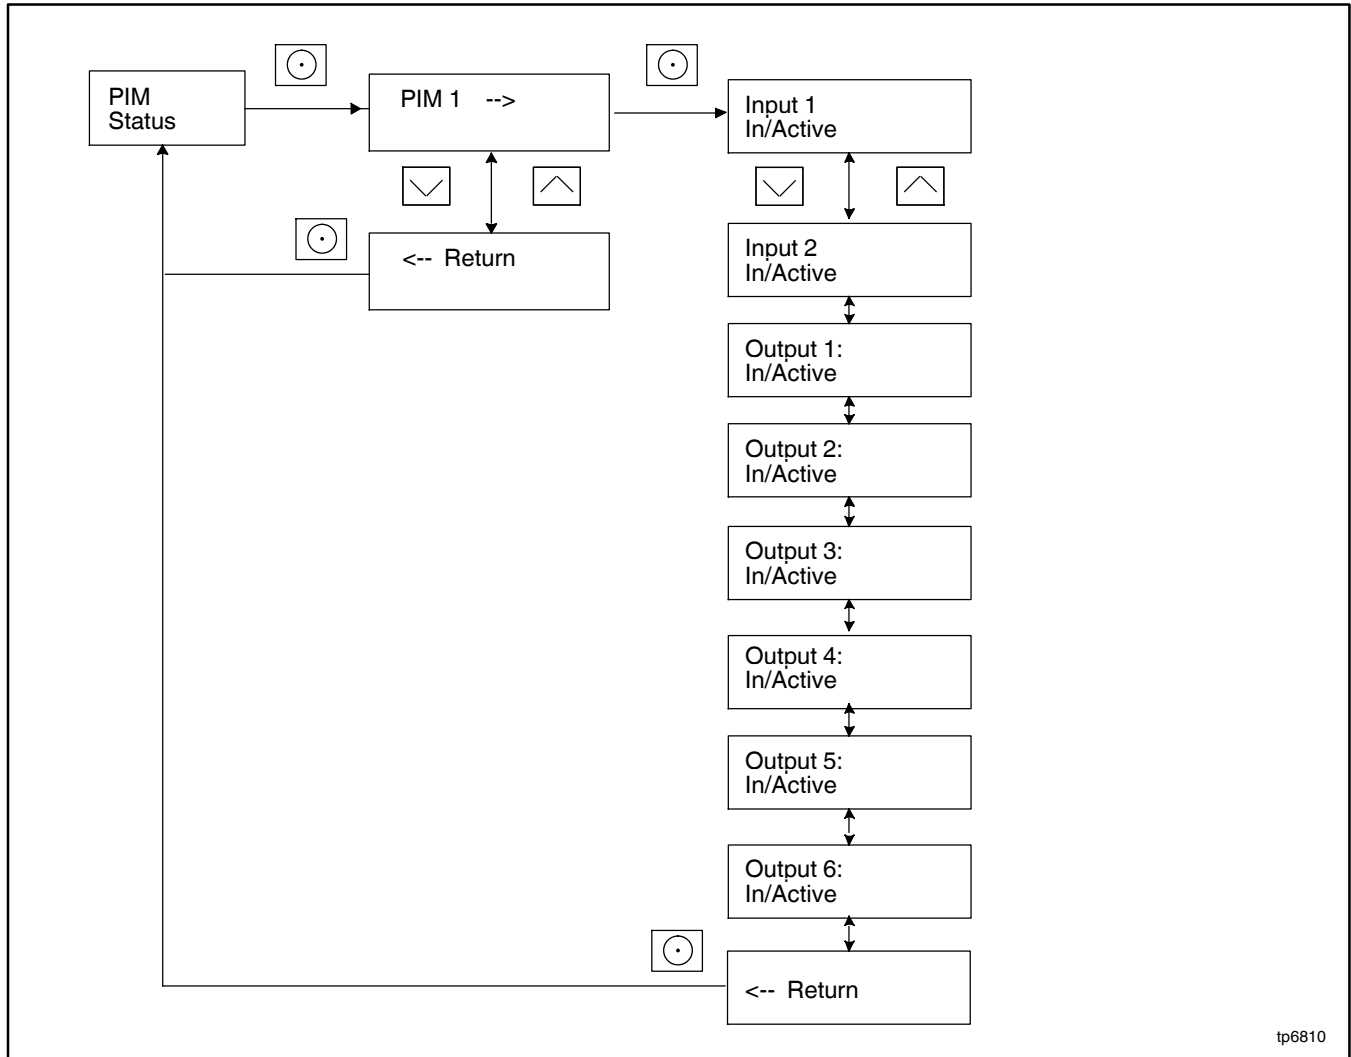 PIM
Status
PIM 1 -->
<-- Return
Input 1
In/Active
Input 2
In/Active
Output 1:
In/Active
Output 2:
In/Active
Output 3:
In/Active
Output 4:
In/Active
Output 5:
In/Active
Output 6:
In/Active
<-- Return
tp6810